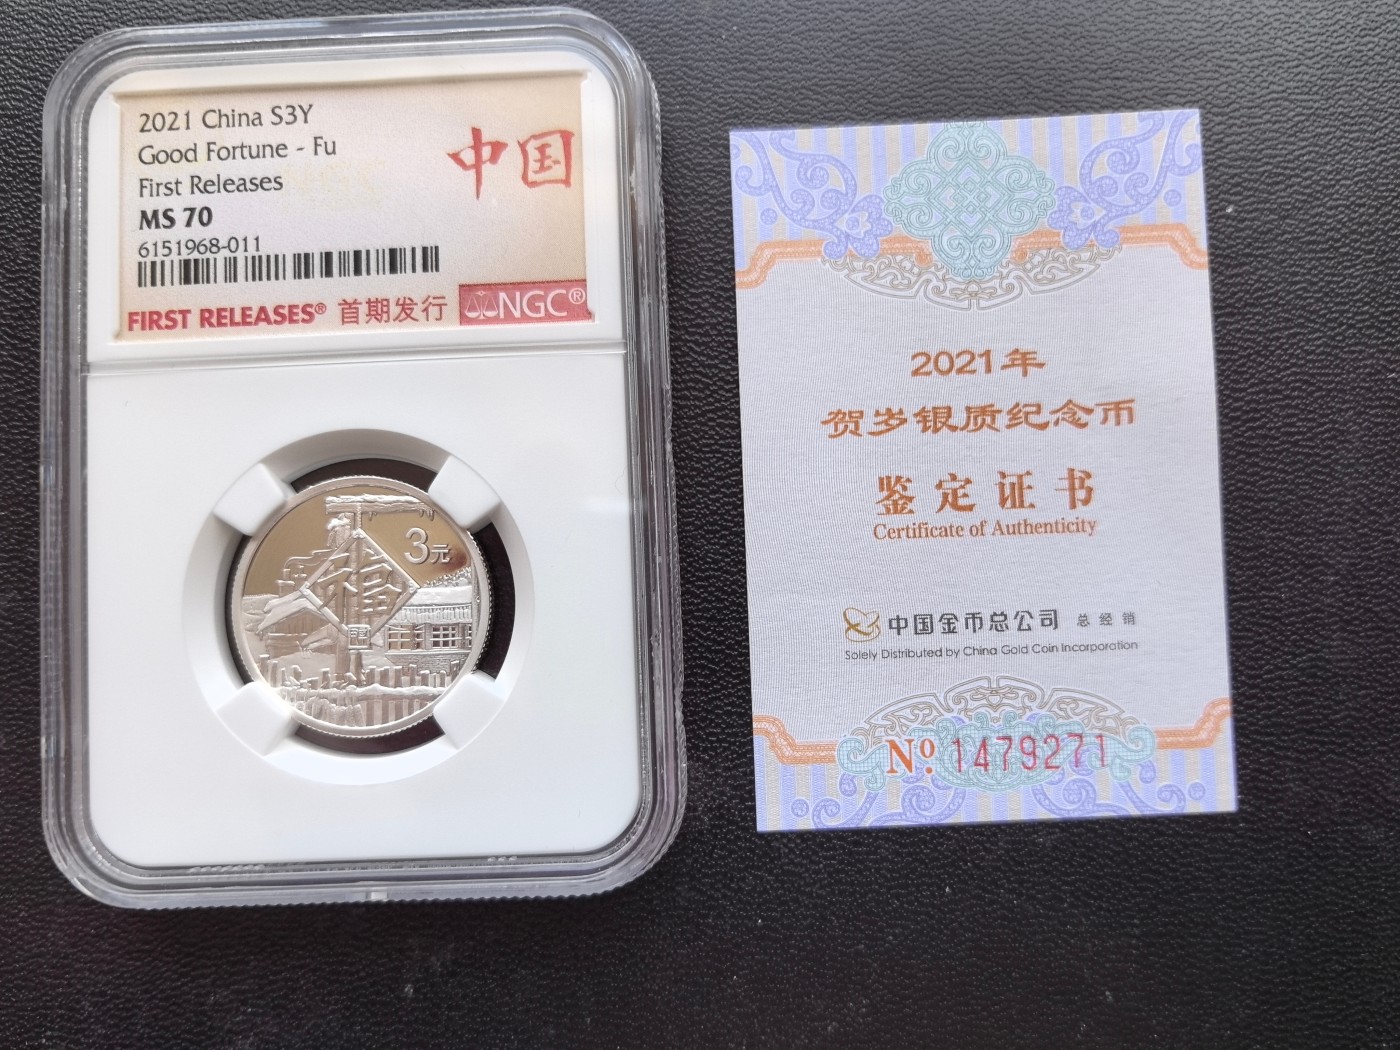 2021 China S3Y
Good Fortune - Fu
First Releases
MS 70
6151968-011
中国
FIRST RELEASES® 首期发行 NGC®
3元
福
2021年
贺岁银质纪念币
鉴定证书
Certificate of Authenticity
中国金币总公司 总经销
Solely Distributed by China Gold Coin Incorporation
Nº. 1479271